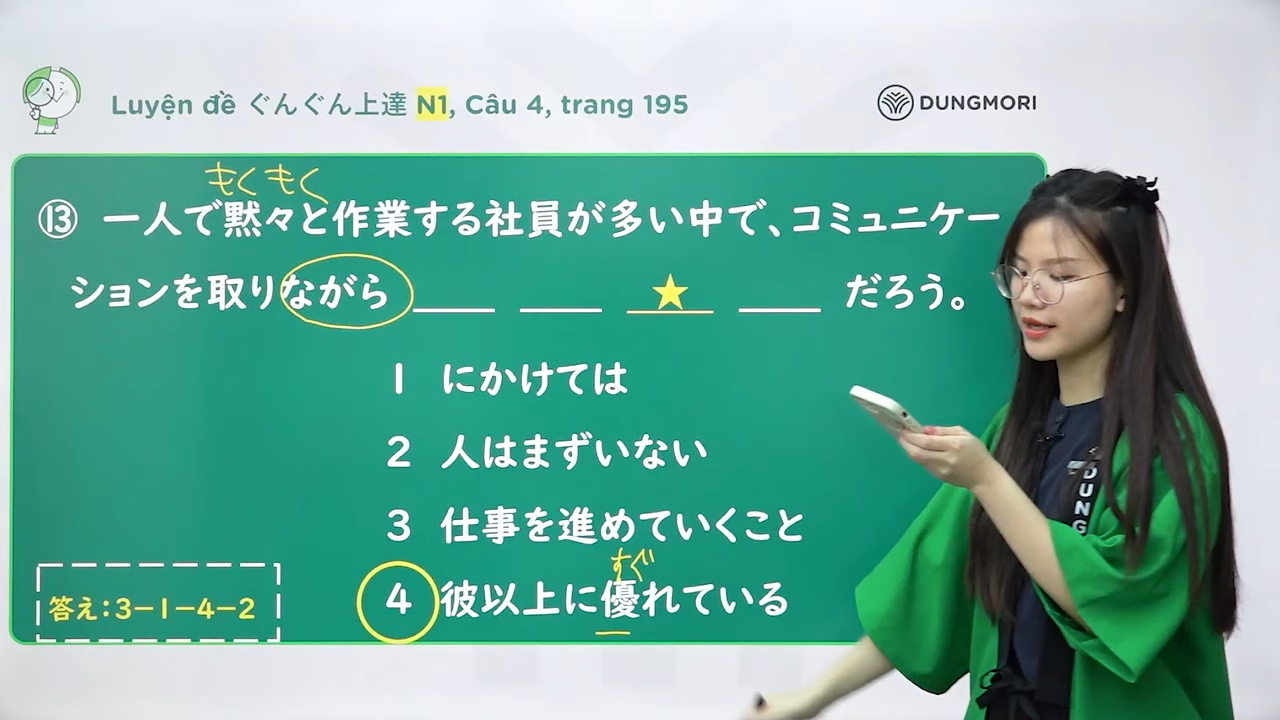 Luyện đề ぐんぐん上達 N1, Câu 4, trang 195
DUNGMORI
もくもく
⑬ 一人で黙々と作業する社員が多い中で、コミュニケー
ションを取りながら ＿ ＿ ★ ＿ だろう。
1 にかけては
2 人はまずいない
3 仕事を進めていくこと
すぐ
4 彼以上に優れている
答え：3－1－4－2
DUNG